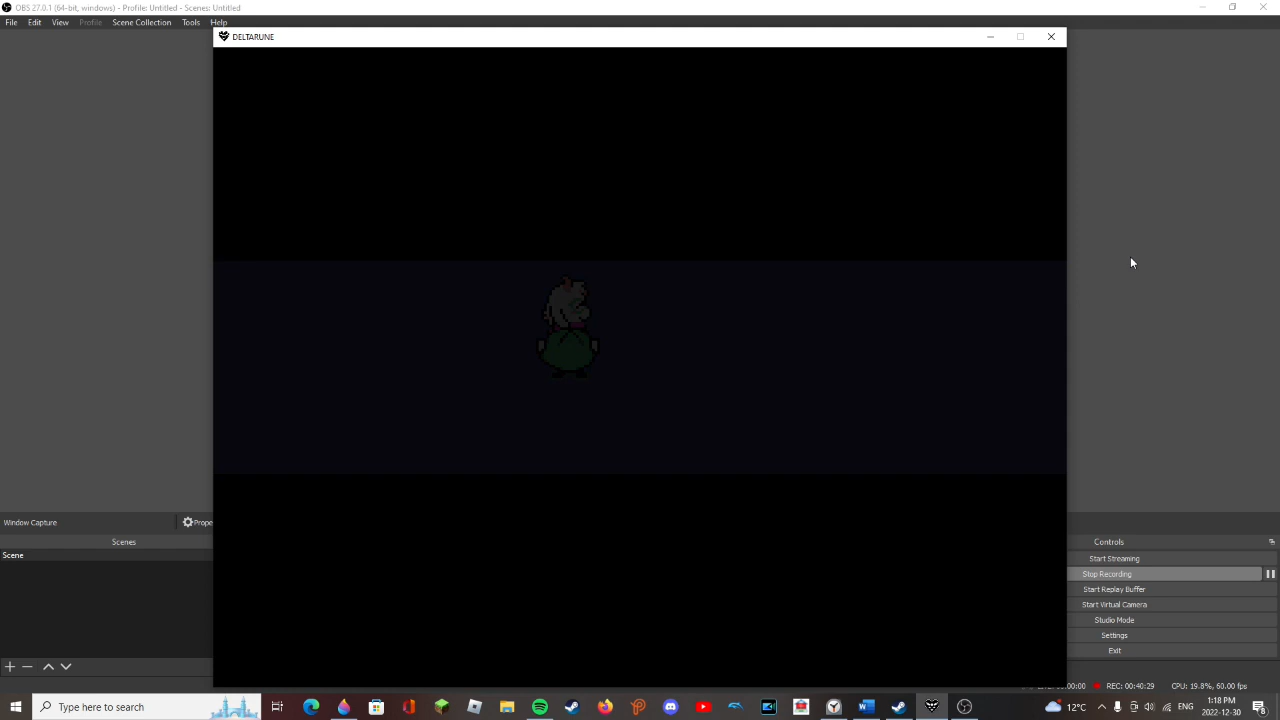 OBS 27.0.1 (64-bit, windows) - Profile: Untitled - Scenes: Untitled
File Edit View Profile Scene Collection Tools Help
DELTARUNE
Window Capture
Prope
Scenes
Scene
Controls
Start Streaming
Stop Recording
Start Replay Buffer
Start Virtual Camera
Studio Mode
Settings
Exit
REC: 00:40:29 CPU: 19.8%, 60.00 fps
Type here to search
12°C
ENG
1:18 PM
2022-12-30
8